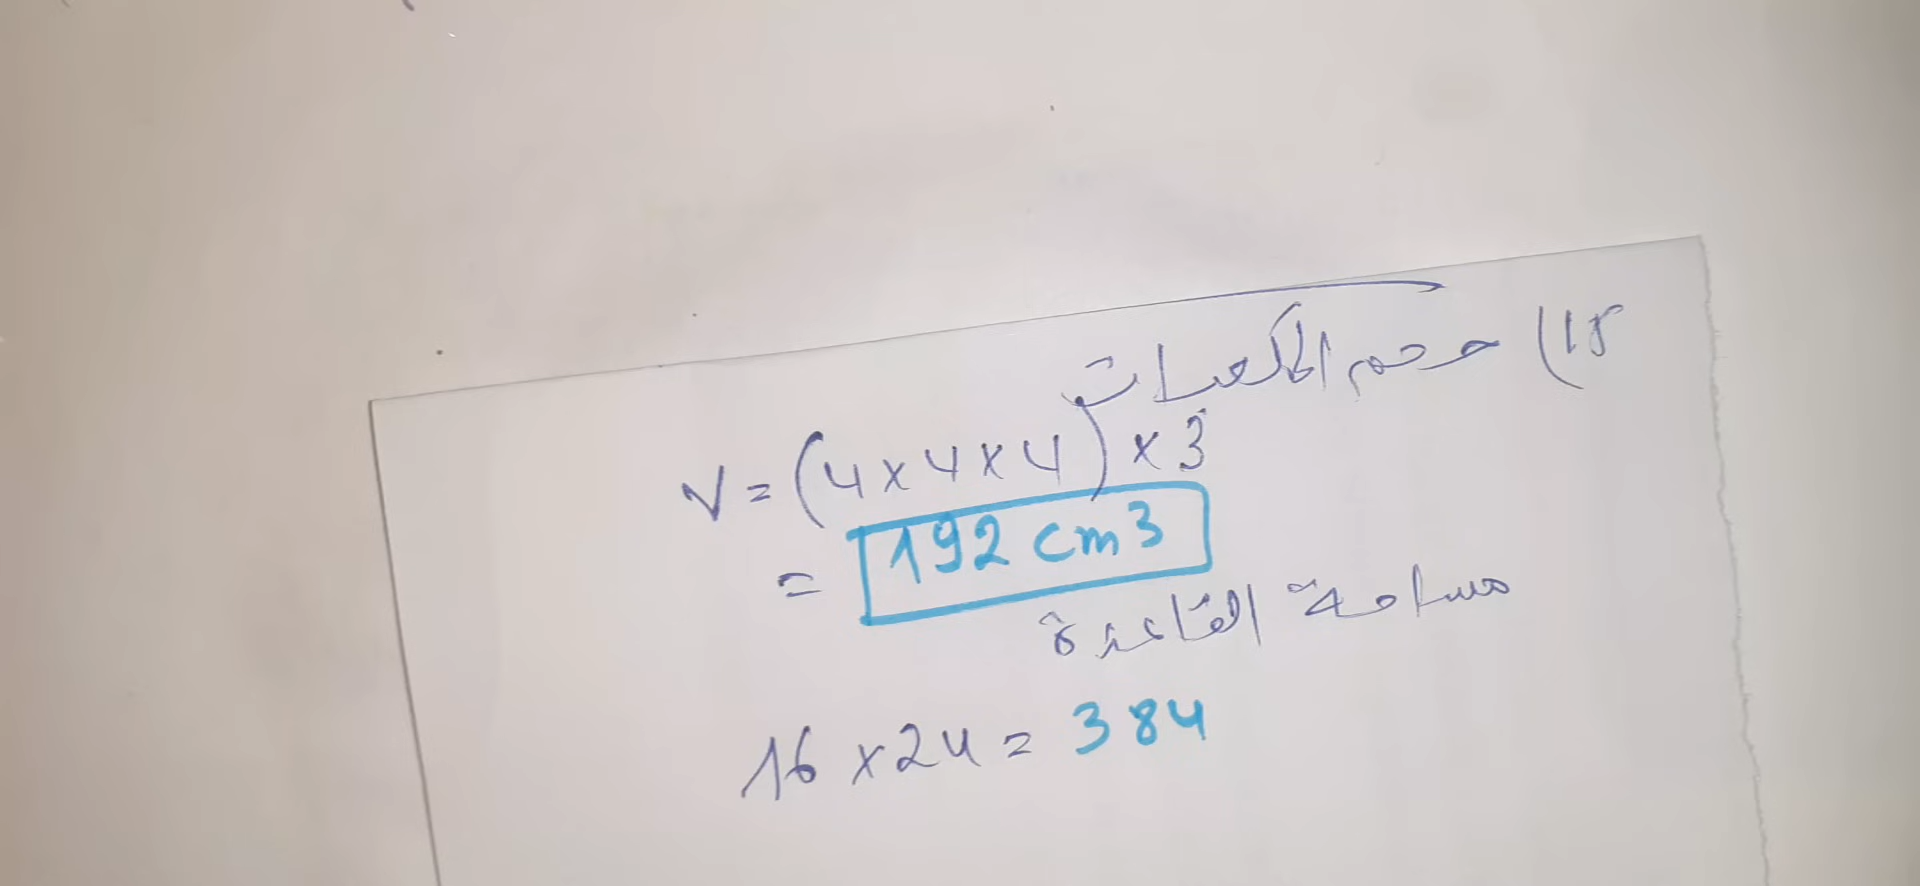 18) حجم المكعبات
V = (4 x 4 x 4) x 3
= 192 cm3
مساحة القاعدة
16 x 24 = 384